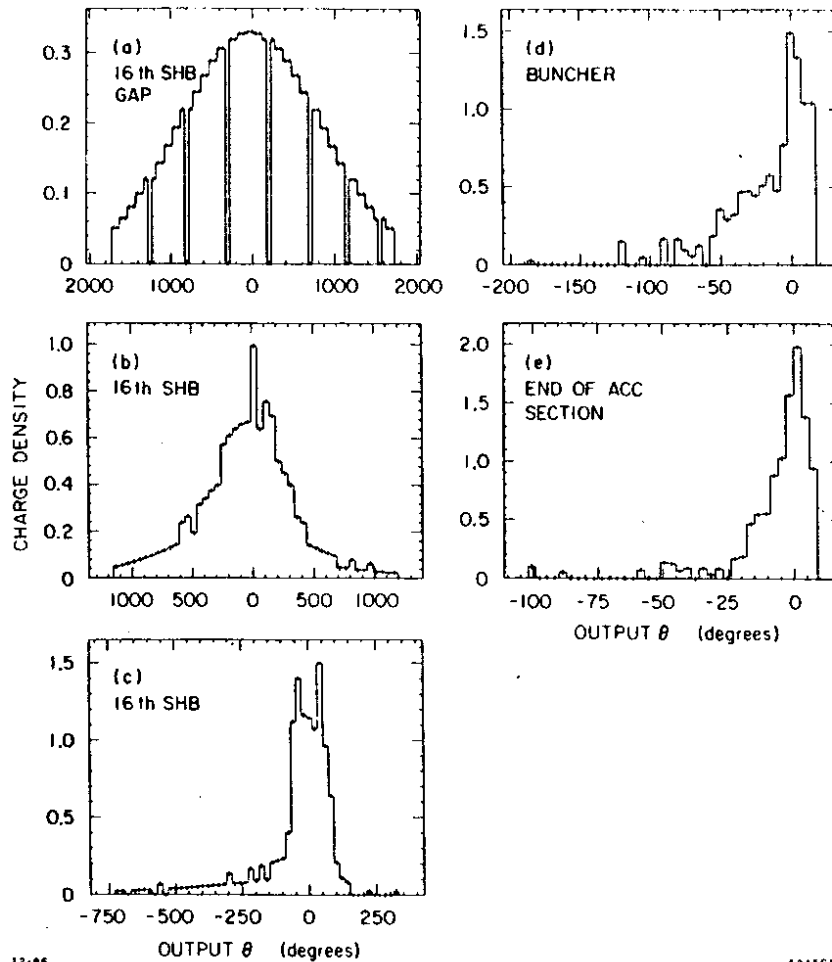 (a)
16 th SHB
GAP
0.3
0.2
0.1
0
2000 1000 0 1000 2000
(b)
16 th SHB
1.0
0.8
0.6
0.4
0.2
0
1000 500 0 500 1000
CHARGE DENSITY
(c)
16 th SHB
1.5
1.0
0.5
0
-750 -500 -250 0 250
OUTPUT θ (degrees)
(d)
BUNCHER
1.5
1.0
0.5
0
-200 -150 -100 -50 0
(e)
END OF ACC
SECTION
2.0
1.5
1.0
0.5
0
-100 -75 -50 -25 0
OUTPUT θ (degrees)